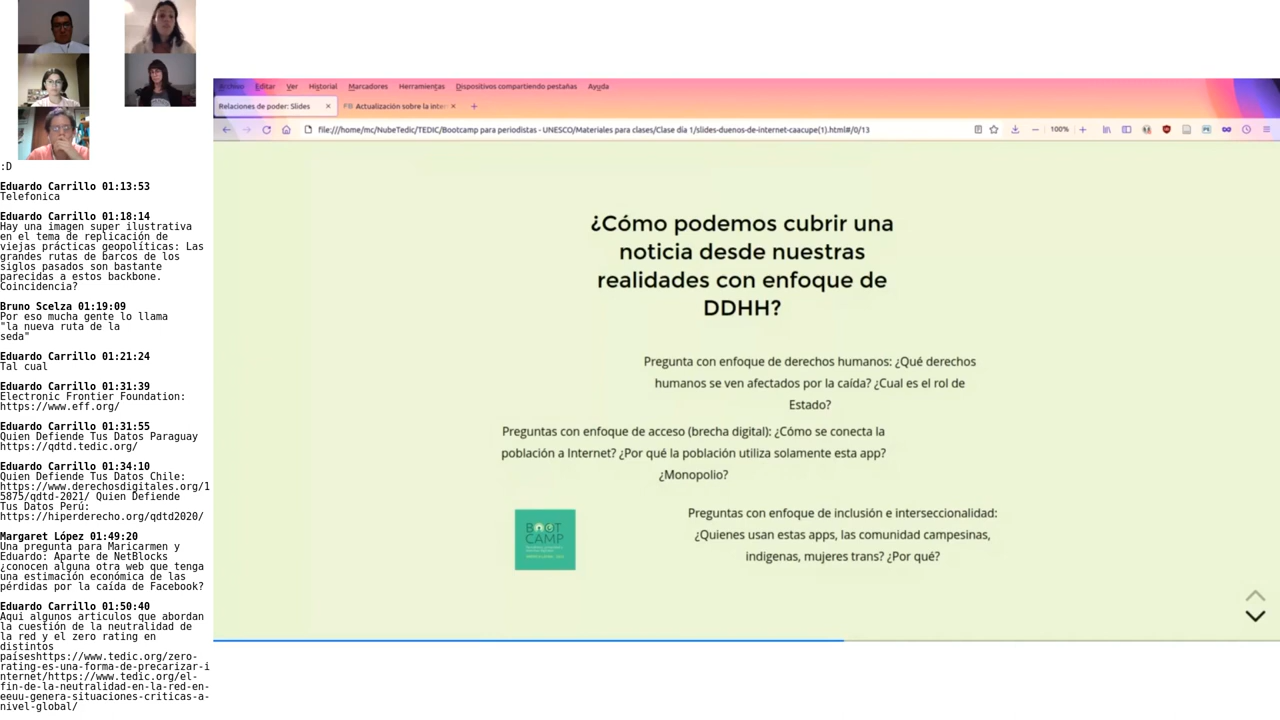 :D
Eduardo Carrillo 01:13:53
Telefonica
Eduardo Carrillo 01:18:14
Hay una imagen super ilustrativa
en el tema de replicación de
viejas prácticas geopolíticas: Las
grandes rutas de barcos de los
siglos pasados son bastante
parecidas a estos backbone.
Coincidencia?
Bruno Scelza 01:19:09
Por eso mucha gente lo llama
"la nueva ruta de la
seda"
Eduardo Carrillo 01:21:24
Tal cual
Eduardo Carrillo 01:31:39
Electronic Frontier Foundation:
https://www.eff.org/
Eduardo Carrillo 01:31:55
Quien Defiende Tus Datos Paraguay
https://qdtd.tedic.org/
Eduardo Carrillo 01:34:10
Quien Defiende Tus Datos Chile:
https://www.derechosdigitales.org/1
5875/qdtd-2021/ Quien Defiende
Tus Datos Perú:
https://hiperderecho.org/qdtd2020/
Margaret López 01:49:20
Una pregunta para Maricarmen y
Eduardo: Aparte de NetBlocks
¿conocen alguna otra web que tenga
una estimación económica de las
pérdidas por la caída de Facebook?
Eduardo Carrillo 01:50:40
Aqui algunos articulos que abordan
la cuestión de la neutralidad de
la red y el zero rating en
distintos
paíseshttps://www.tedic.org/zero-
rating-es-una-forma-de-precarizar-i
nternet/https://www.tedic.org/el-
fin-de-la-neutralidad-en-la-red-en-
eeuu-genera-situaciones-criticas-a-
nivel-global/
Archivo Editar Ver Historial Marcadores Herramientas Dispositivos compartiendo pestañas Ayuda
Relaciones de poder: Slides × Actualización sobre la inter × +
file:///home/mc/NubeTedic/TEDIC/Bootcamp para periodistas - UNESCO/Materiales para clases/Clase día 1/slides-duenos-de-internet-caacupe(1).html#/0/13 100%
¿Cómo podemos cubrir una
noticia desde nuestras
realidades con enfoque de
DDHH?
Pregunta con enfoque de derechos humanos: ¿Qué derechos
humanos se ven afectados por la caída? ¿Cual es el rol de
Estado?
Preguntas con enfoque de acceso (brecha digital): ¿Cómo se conecta la
población a Internet? ¿Por qué la población utiliza solamente esta app?
¿Monopolio?
Preguntas con enfoque de inclusión e interseccionalidad:
¿Quienes usan estas apps, las comunidad campesinas,
indigenas, mujeres trans? ¿Por qué?
BOOT
CAMP